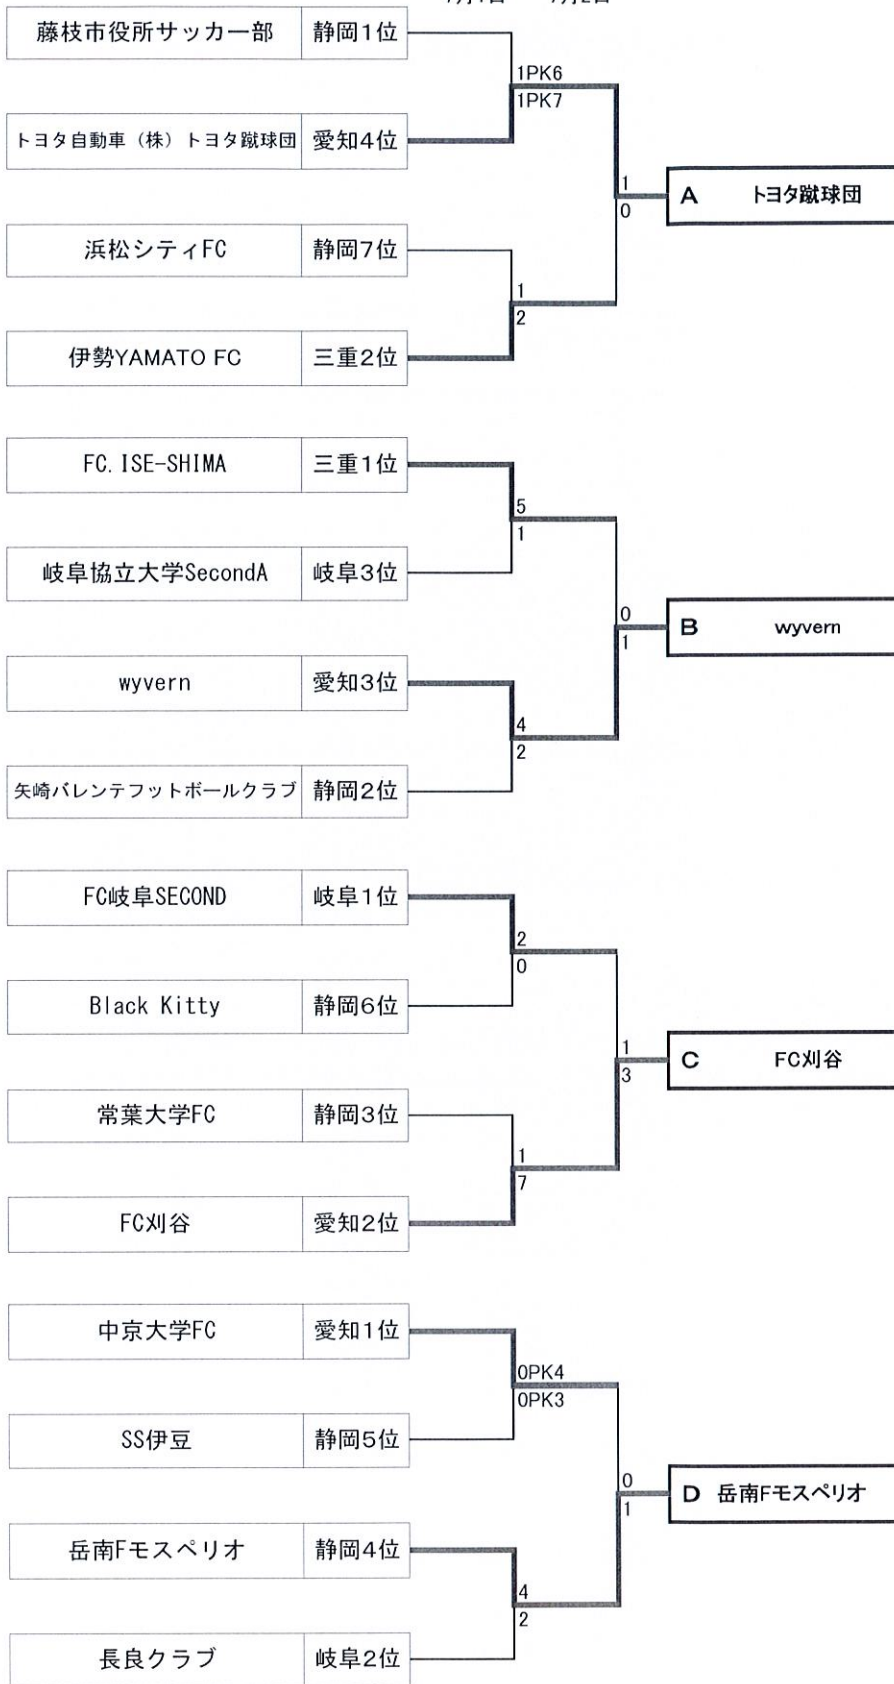 藤枝市役所サッカー部 静岡1位
1PK6
1PK7
トヨタ自動車（株）トヨタ蹴球団 愛知4位
1
0
A トヨタ蹴球団
浜松シティFC 静岡7位
1
2
伊勢YAMATO FC 三重2位
FC. ISE-SHIMA 三重1位
5
1
岐阜協立大学SecondA 岐阜3位
0
1
B wyvern
wyvern 愛知3位
4
2
矢崎バレンテフットボールクラブ 静岡2位
FC岐阜SECOND 岐阜1位
2
0
Black Kitty 静岡6位
1
3
C FC刈谷
常葉大学FC 静岡3位
1
7
FC刈谷 愛知2位
中京大学FC 愛知1位
0PK4
0PK3
SS伊豆 静岡5位
0
1
D 岳南Fモスペリオ
岳南Fモスペリオ 静岡4位
4
2
長良クラブ 岐阜2位